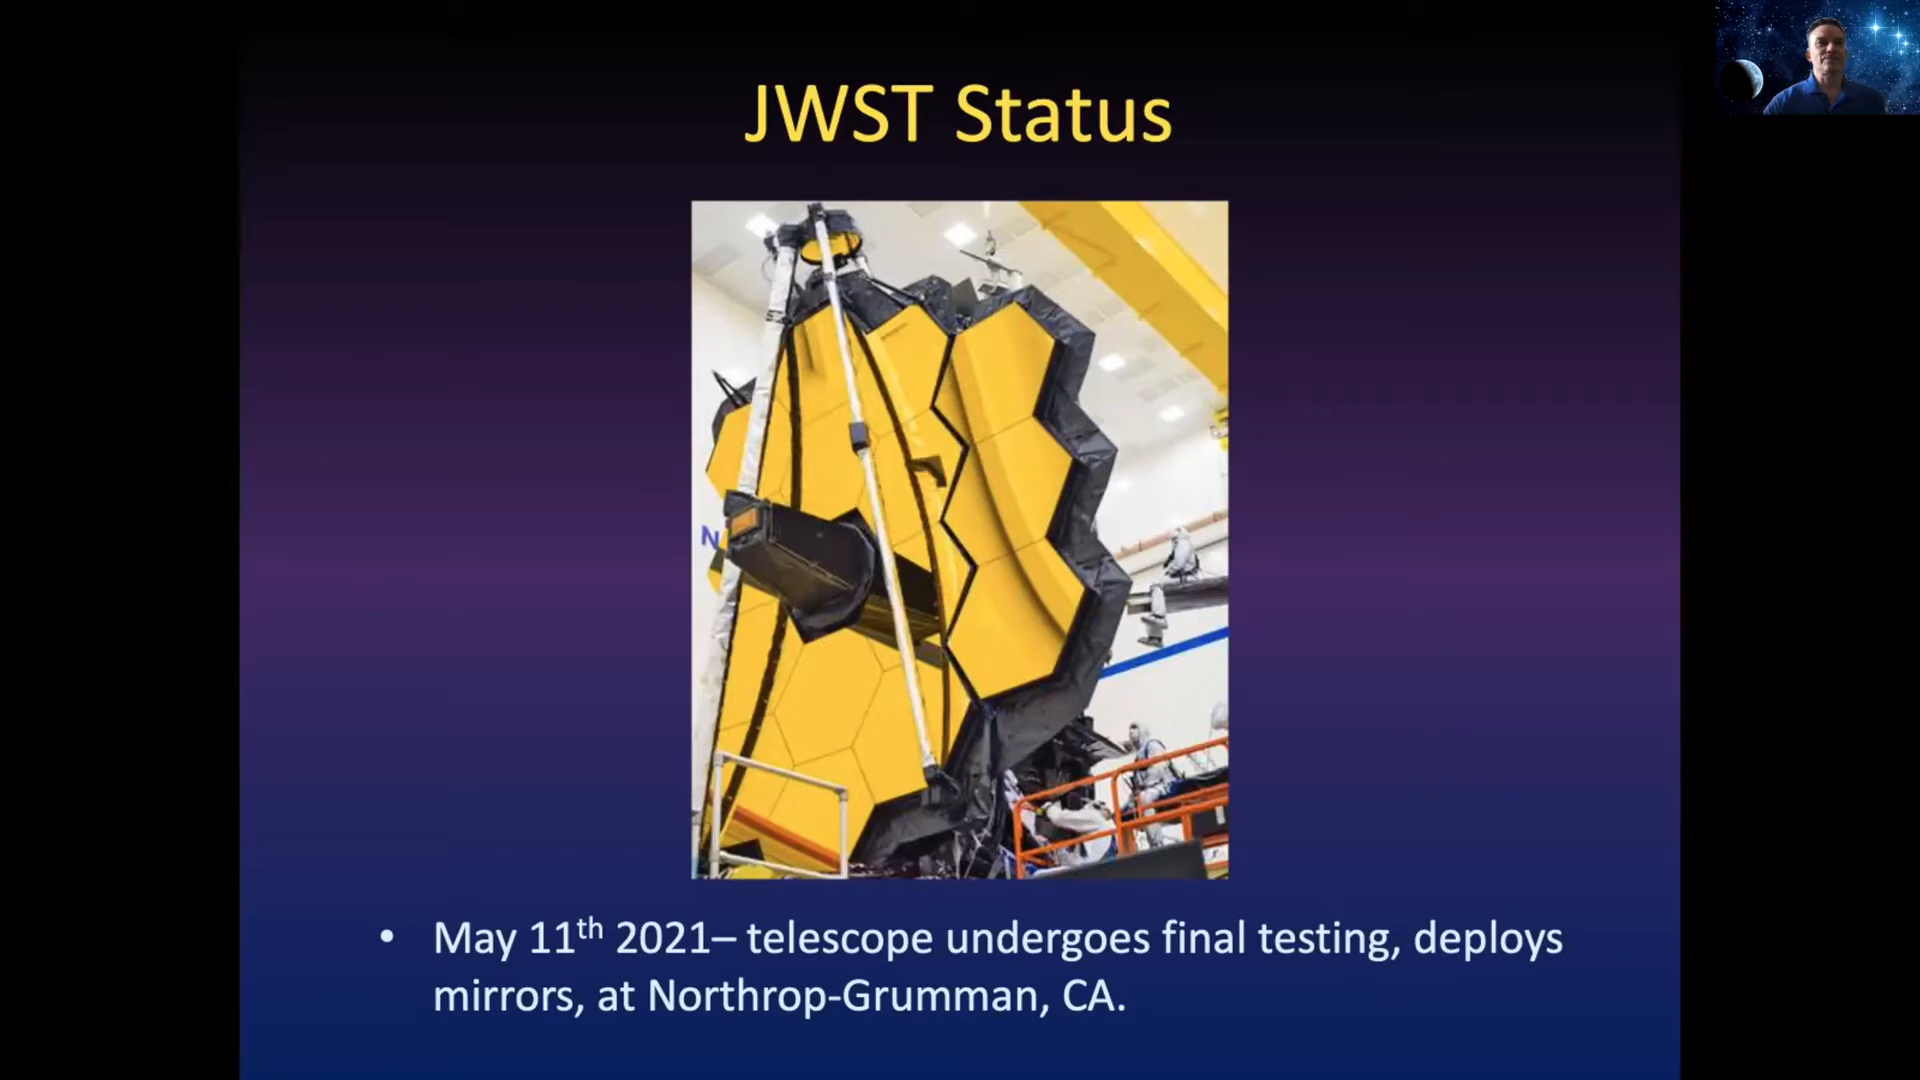 JWST Status
N
• May 11th 2021– telescope undergoes final testing, deploys
mirrors, at Northrop-Grumman, CA.